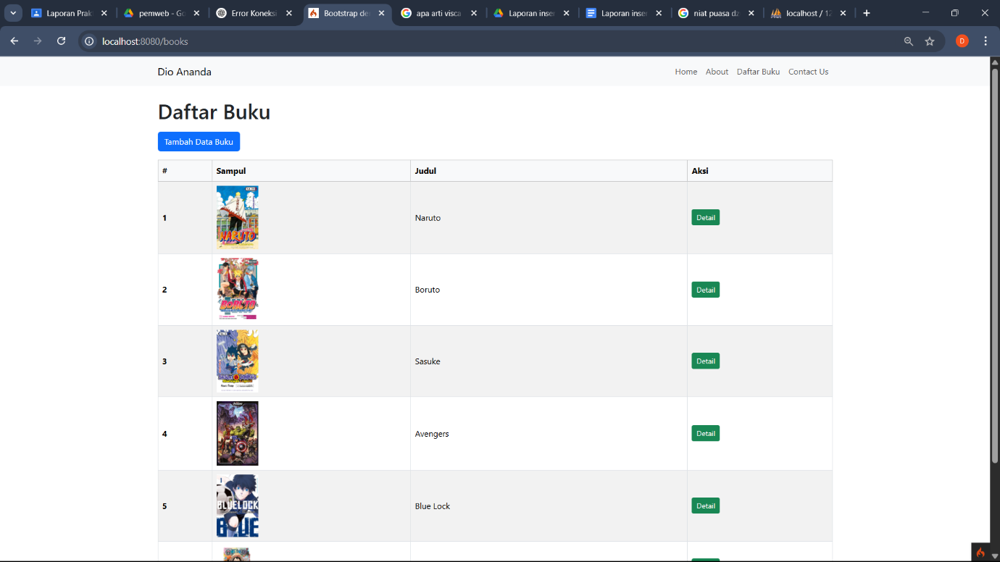 Laporan Prak
pemweb - Go
Error Koneksi
Bootstrap de
apa arti visca
Laporan inse
Laporan inse
niat puasa dz
localhost / 12
localhost:8080/books
D
Dio Ananda
Home About Daftar Buku Contact Us
Daftar Buku
Tambah Data Buku
# Sampul Judul Aksi
1 NARUTO Naruto Detail
2 BORUTO Boruto Detail
3 Sasuke Detail
4 Avengers Detail
5 BLUELOCK BLUE Blue Lock Detail